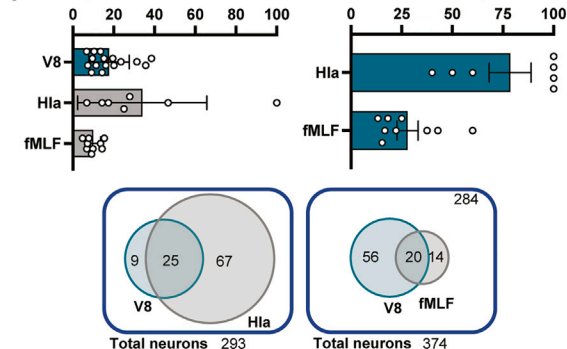 0 20 40 60 80 100
V8
Hla
fMLF
0 25 50 75 100
Hla
fMLF
9 25 67
V8
Hla
Total neurons 293
284
56 20 14
V8 fMLF
Total neurons 374